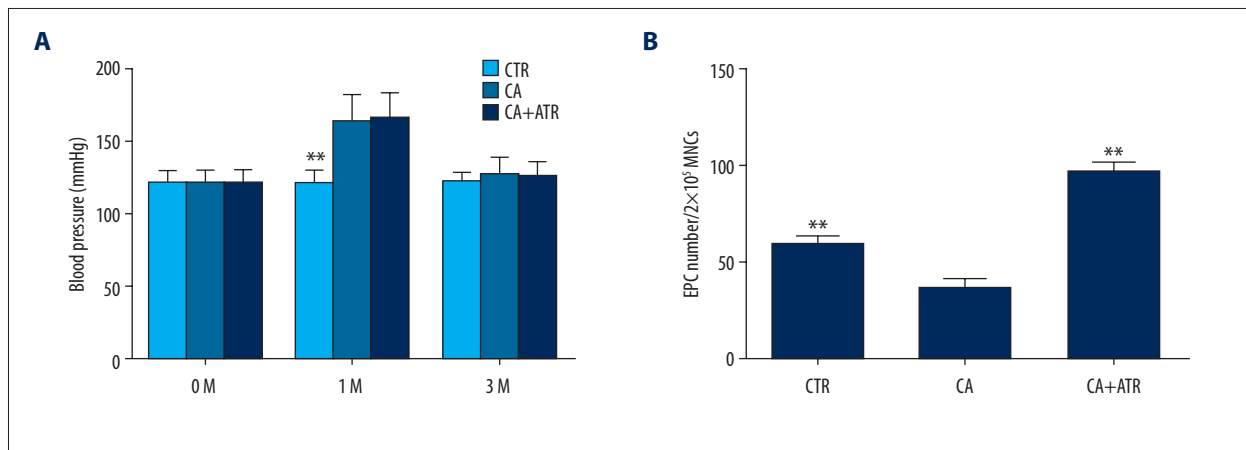 A
Blood pressure (mmHg)
200
150
100
50
0
**
CTR
CA
CA+ATR
0 M
1 M
3 M
B
EPC number/2×10⁵ MNCs
150
100
50
0
**
**
CTR
CA
CA+ATR